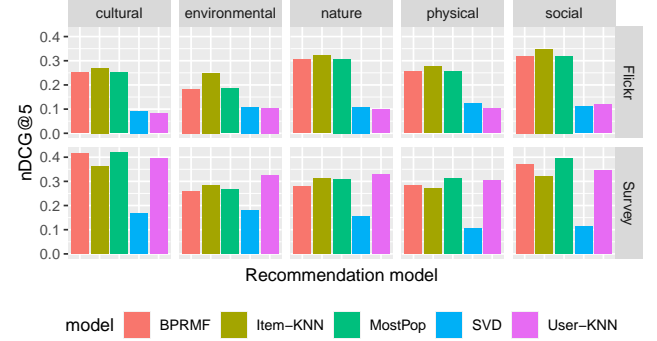 cultural environmental nature physical social
0.4
0.3
0.2
0.1
0.0
Flickr
0.4
0.3
0.2
0.1
0.0
Survey
nDCG@5
Recommendation model
model BPRMF Item−KNN MostPop SVD User−KNN